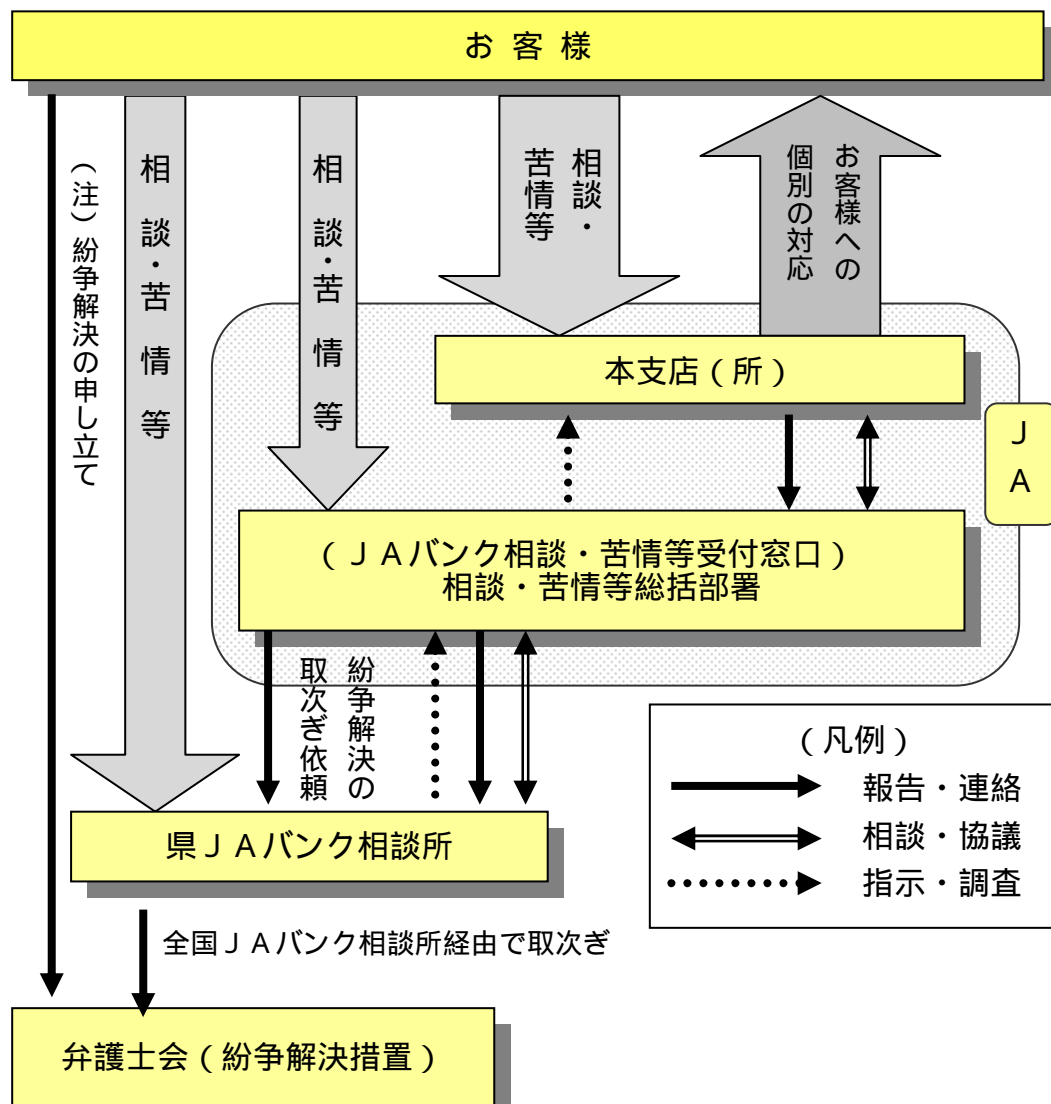 お 客 様
(注)紛争解決の申し立て
相談・苦情等
相談・苦情等
相談・
苦情等
お客様への
個別の対応
本支店(所)
JA
(JAバンク相談・苦情等受付窓口)
相談・苦情等総括部署
紛争解決の
取次ぎ依頼
(凡例)
報告・連絡
相談・協議
指示・調査
県JAバンク相談所
全国JAバンク相談所経由で取次ぎ
弁護士会(紛争解決措置)